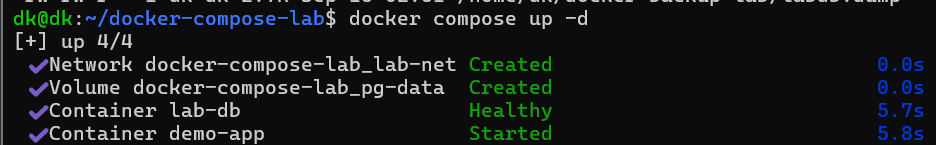 dk@dk:~/docker-compose-lab$ docker compose up -d
[+] up 4/4
✔Network docker-compose-lab_lab-net Created 0.0s
✔Volume docker-compose-lab_pg-data Created 0.0s
✔Container lab-db Healthy 5.7s
✔Container demo-app Started 5.8s